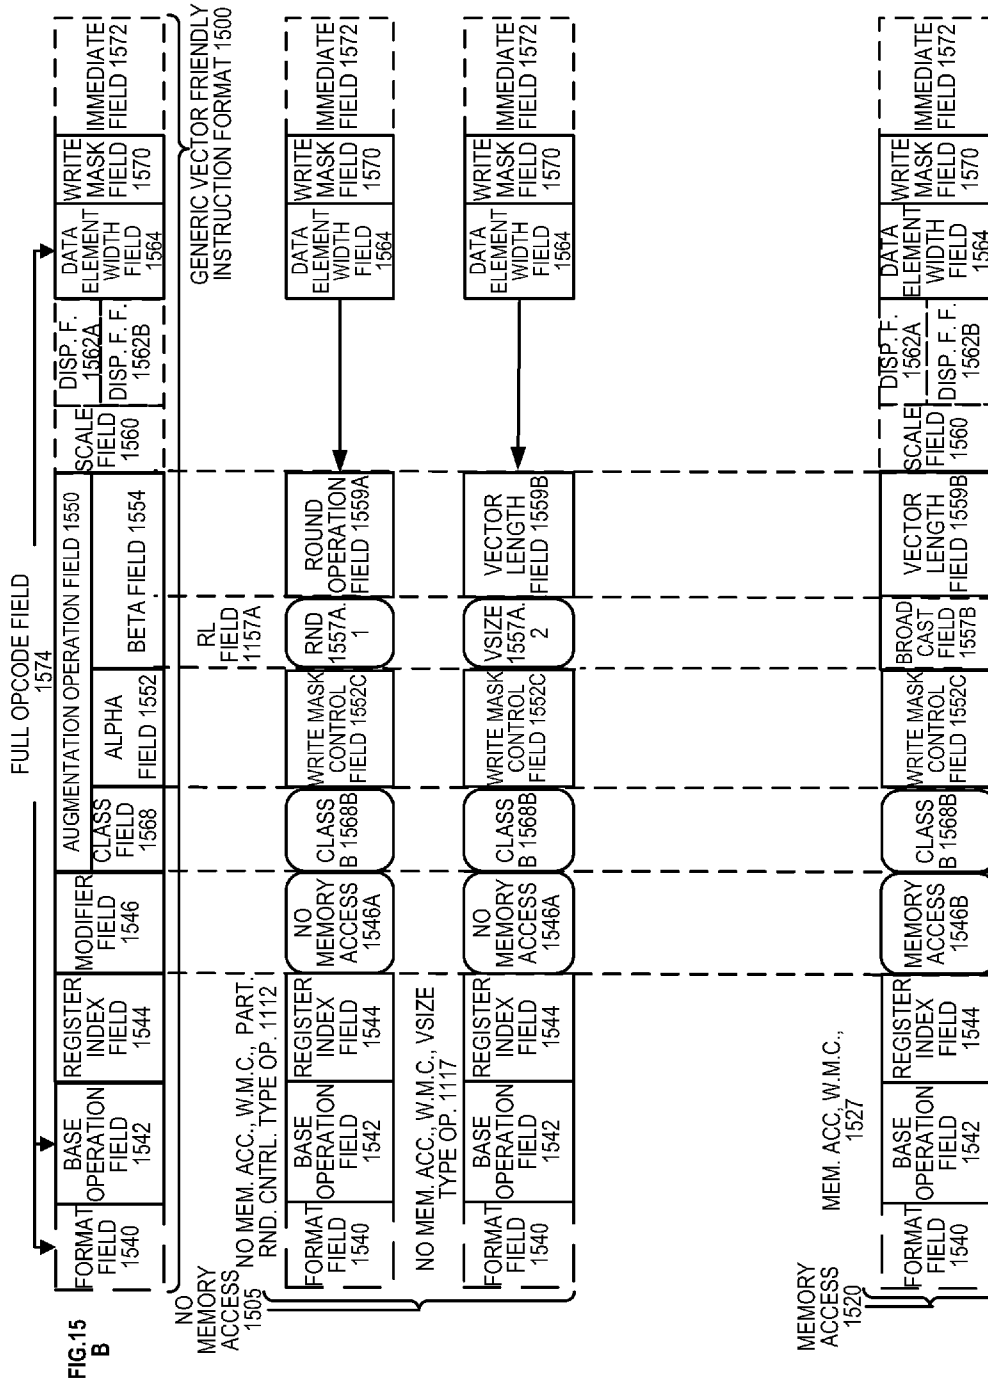 FIG.15
B
FULL OPCODE FIELD
1574
FORMAT
FIELD
1540
BASE
OPERATION
FIELD
1542
REGISTER
INDEX
FIELD
1544
MODIFIER
FIELD
1546
AUGMENTATION OPERATION FIELD 1550
CLASS
FIELD
1568
ALPHA
FIELD 1552
BETA FIELD 1554
SCALE
FIELD
1560
DISP. F.
1562A
DISP. F. F.
1562B
DATA
ELEMENT
WIDTH
FIELD
1564
WRITE
MASK
FIELD
1570
IMMEDIATE
FIELD 1572
GENERIC VECTOR FRIENDLY
INSTRUCTION FORMAT 1500
NO
MEMORY
ACCESS
1505
NO MEM. ACC., W.M.C., PART.
RND. CNTRL. TYPE OP. 1112
RL
FIELD
1157A
FORMAT
FIELD
1540
BASE
OPERATION
FIELD
1542
REGISTER
INDEX
FIELD
1544
NO
MEMORY
ACCESS
1546A
CLASS
B 1568B
WRITE MASK
CONTROL
FIELD 1552C
RND
1557A.
1
ROUND
OPERATION
FIELD 1559A
DATA
ELEMENT
WIDTH
FIELD
1564
WRITE
MASK
FIELD
1570
IMMEDIATE
FIELD 1572
NO MEM. ACC., W.M.C., VSIZE
TYPE OP. 1117
FORMAT
FIELD
1540
BASE
OPERATION
FIELD
1542
REGISTER
INDEX
FIELD
1544
NO
MEMORY
ACCESS
1546A
CLASS
B 1568B
WRITE MASK
CONTROL
FIELD 1552C
VSIZE
1557A.
2
VECTOR
LENGTH
FIELD 1559B
DATA
ELEMENT
WIDTH
FIELD
1564
WRITE
MASK
FIELD
1570
IMMEDIATE
FIELD 1572
MEMORY
ACCESS
1520
MEM. ACC, W.M.C.,
1527
FORMAT
FIELD
1540
BASE
OPERATION
FIELD
1542
REGISTER
INDEX
FIELD
1544
MEMORY
ACCESS
1546B
CLASS
B 1568B
WRITE MASK
CONTROL
FIELD 1552C
BROAD
CAST
FIELD
1557B
VECTOR
LENGTH
FIELD 1559B
SCALE
FIELD
1560
DISP. F.
1562A
DISP. F. F.
1562B
DATA
ELEMENT
WIDTH
FIELD
1564
WRITE
MASK
FIELD
1570
IMMEDIATE
FIELD 1572